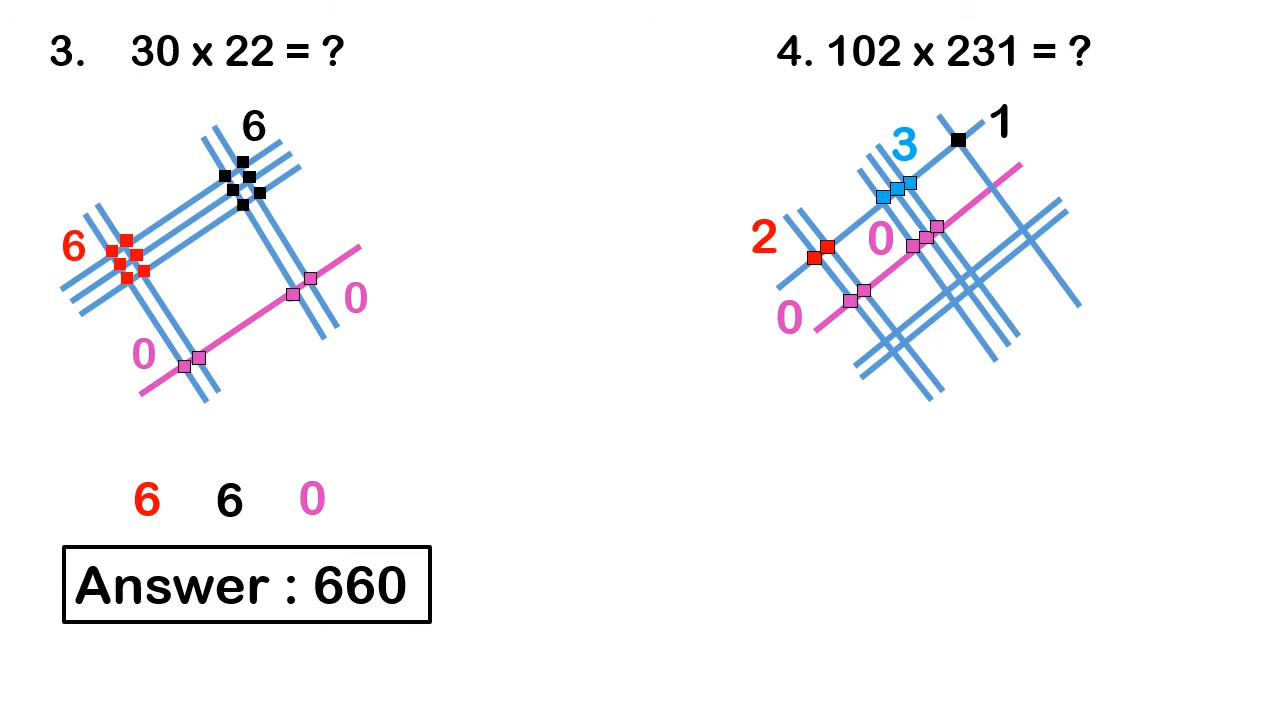 3. 30 x 22 = ?
6
6
0
0
6 6 0
Answer : 660
4. 102 x 231 = ?
1
3
2
0
0